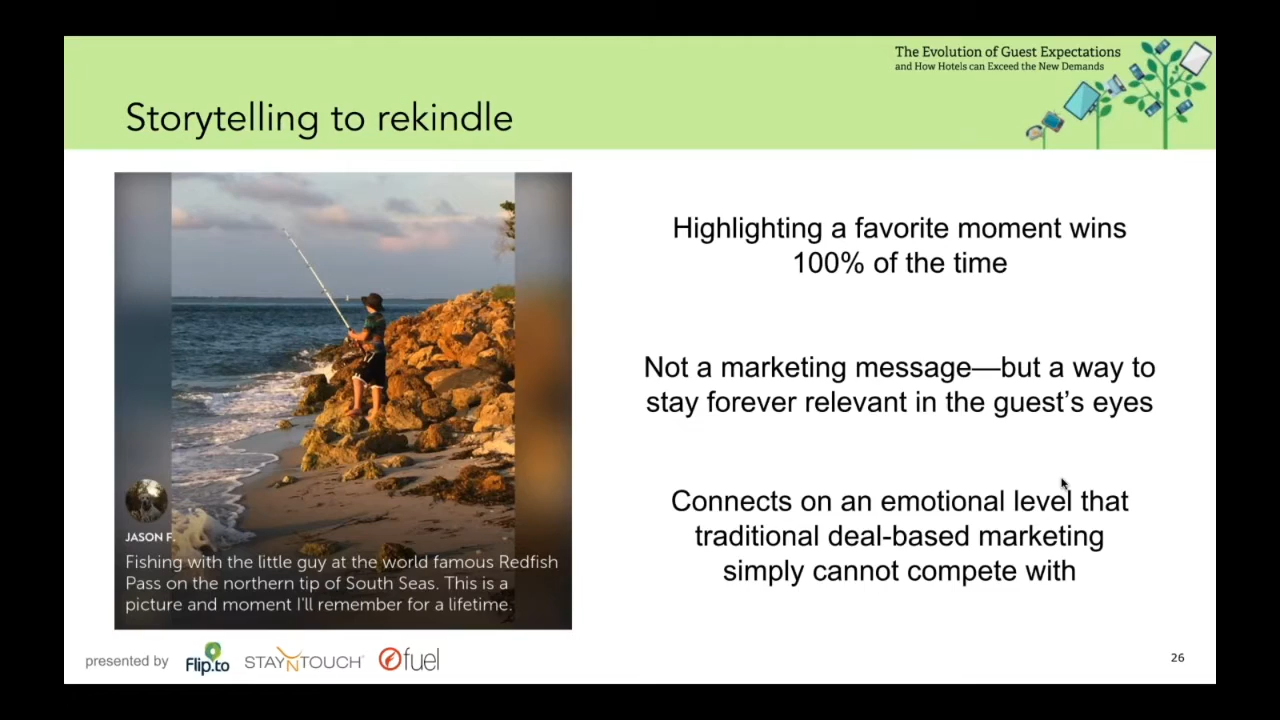 The Evolution of Guest Expectations
and How Hotels can Exceed the New Demands
Storytelling to rekindle
Highlighting a favorite moment wins
100% of the time
Not a marketing message—but a way to
stay forever relevant in the guest's eyes
Connects on an emotional level that
traditional deal-based marketing
simply cannot compete with
JASON F.
Fishing with the little guy at the world famous Redfish
Pass on the northern tip of South Seas. This is a
picture and moment I'll remember for a lifetime.
presented by Flip.to STAYNTOUCH fuel
26